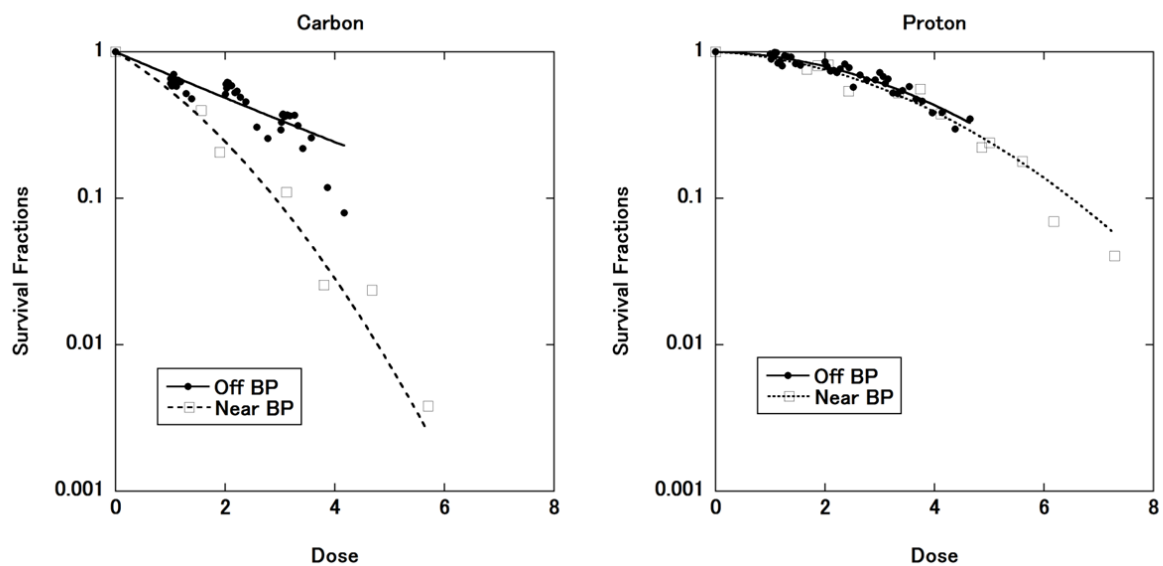 Carbon
Survival Fractions
1
0.1
0.01
0.001
Off BP
Near BP
0 2 4 6 8
Dose
Proton
Survival Fractions
1
0.1
0.01
0.001
Off BP
Near BP
0 2 4 6 8
Dose